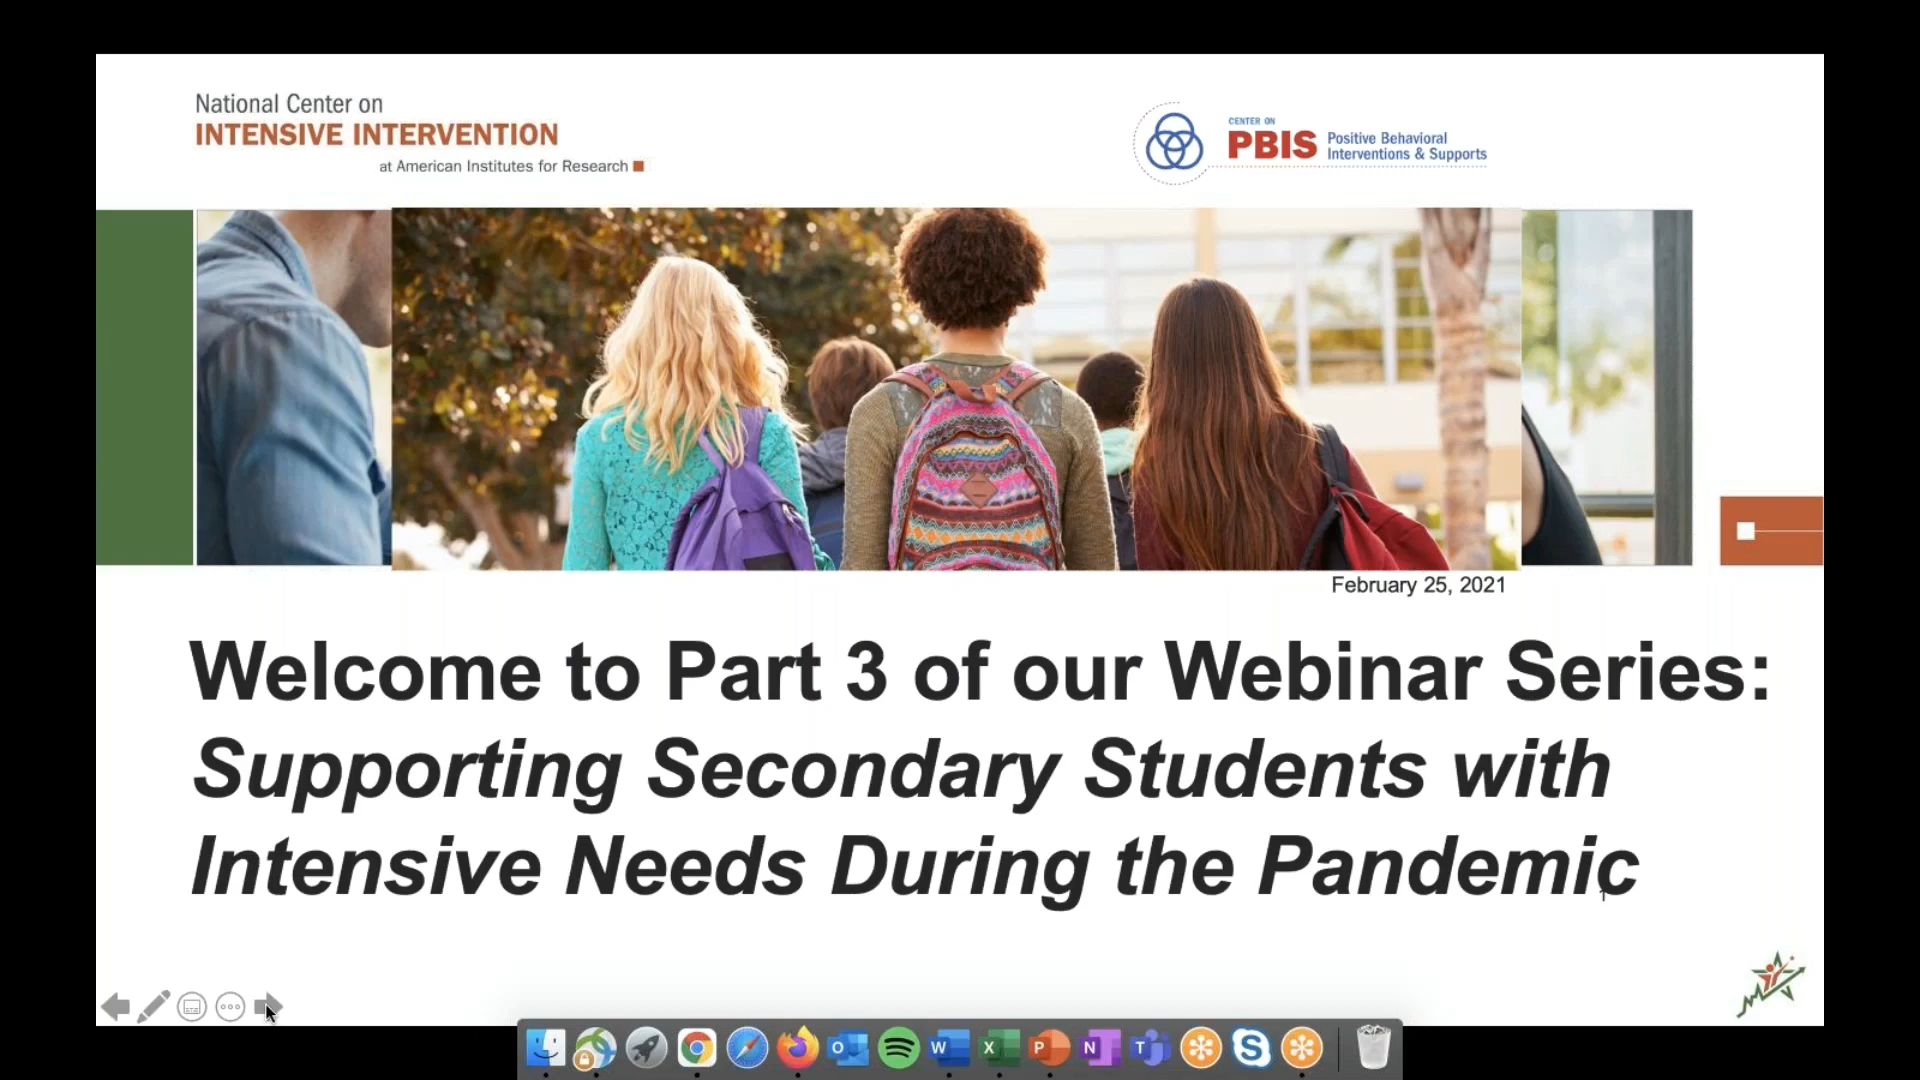 National Center on
INTENSIVE INTERVENTION
at American Institutes for Research
CENTER ON
PBIS
Positive Behavioral
Interventions & Supports
February 25, 2021
Welcome to Part 3 of our Webinar Series:
Supporting Secondary Students with
Intensive Needs During the Pandemic
1
O W X P N T S